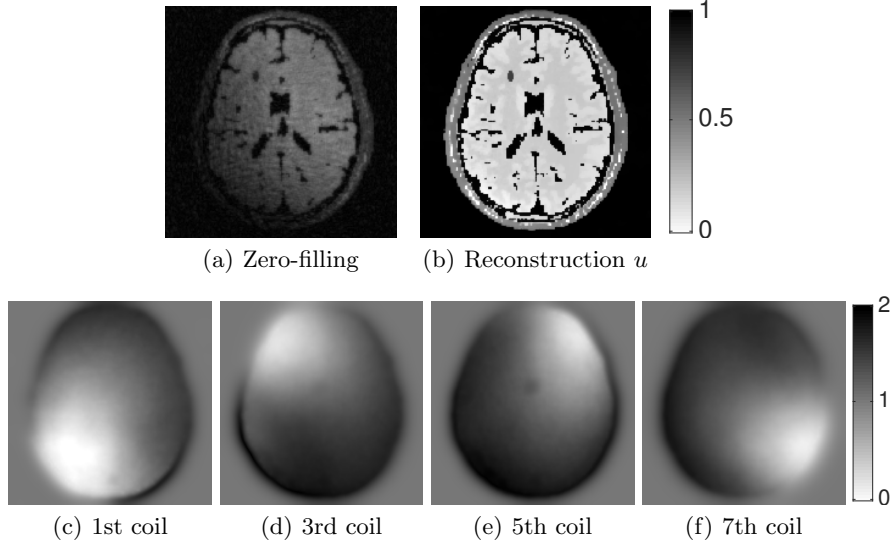 1
0.5
0
(a) Zero-filling
(b) Reconstruction u
2
1
0
(c) 1st coil
(d) 3rd coil
(e) 5th coil
(f) 7th coil